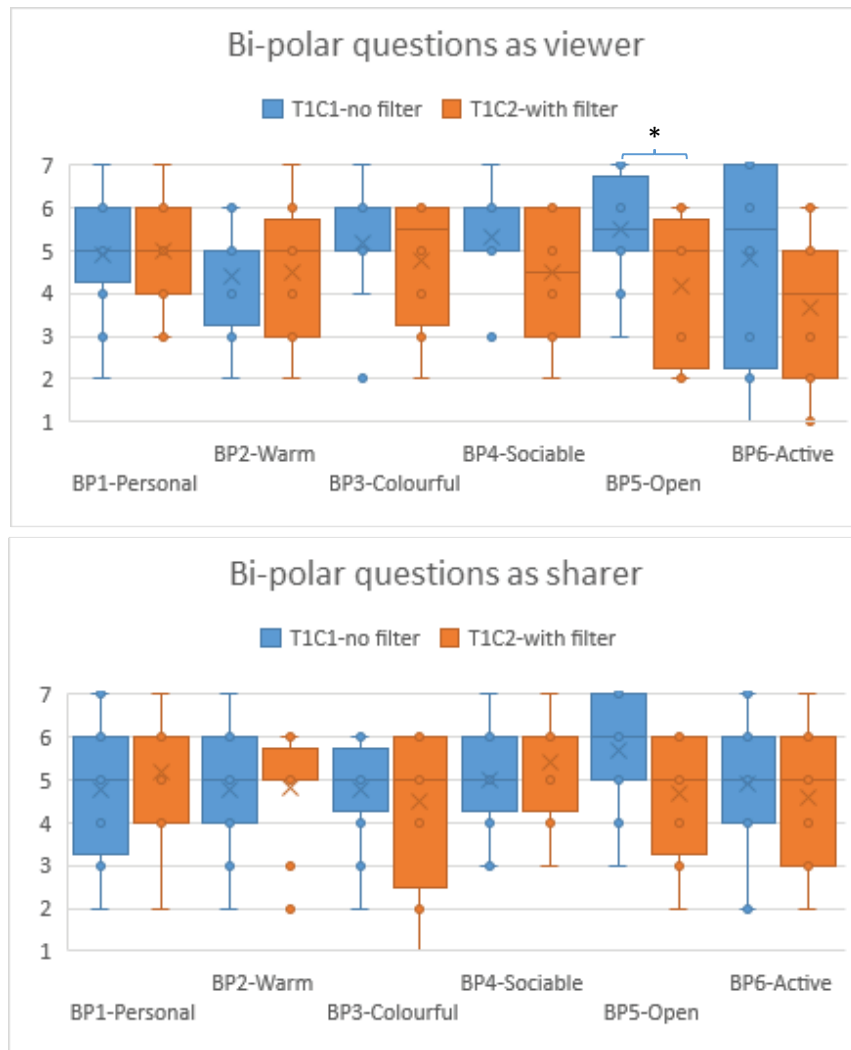 Bi-polar questions as viewer
T1C1-no filter T1C2-with filter
*
7
6
5
4
3
2
1
BP2-Warm BP4-Sociable BP6-Active
BP1-Personal BP3-Colourful BP5-Open
Bi-polar questions as sharer
T1C1-no filter T1C2-with filter
7
6
5
4
3
2
1
BP2-Warm BP4-Sociable BP6-Active
BP1-Personal BP3-Colourful BP5-Open